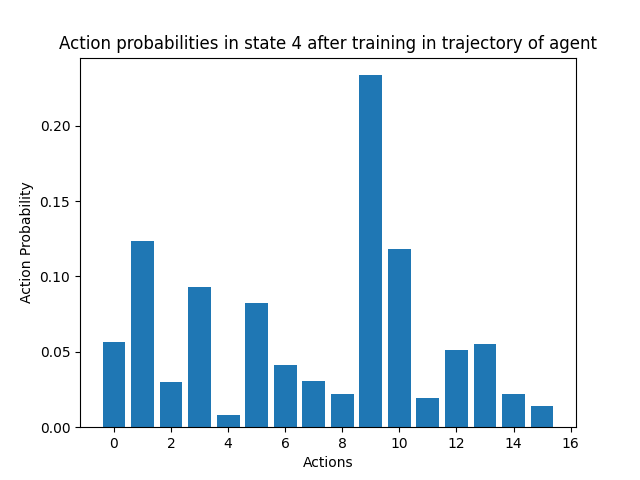 Action probabilities in state 4 after training in trajectory of agent
0.20
0.15
0.10
0.05
0.00
Action Probability
0 2 4 6 8 10 12 14 16
Actions